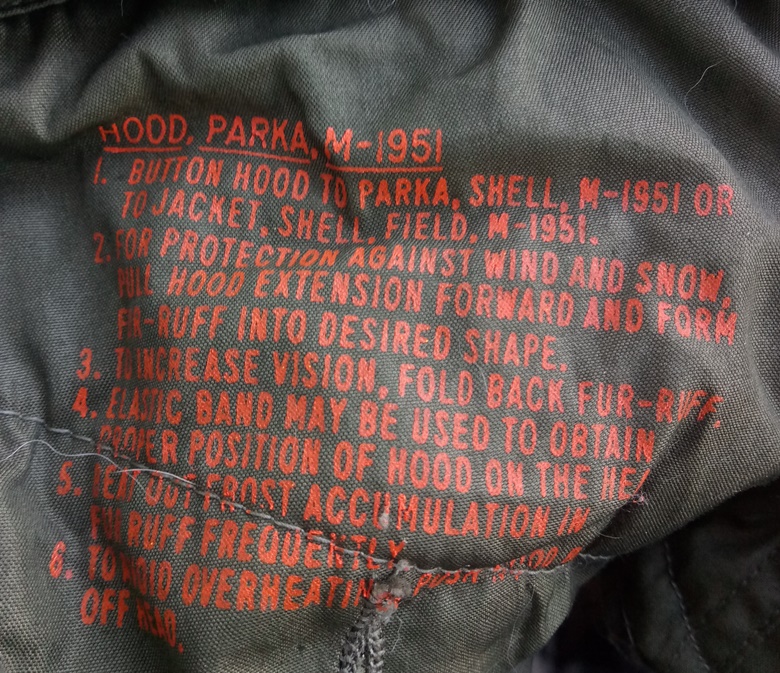 HOOD, PARKA, M-1951
1. BUTTON HOOD TO PARKA, SHELL, M-1951 OR
TO JACKET, SHELL, FIELD, M-1951.
2. FOR PROTECTION AGAINST WIND AND SNOW,
PULL HOOD EXTENSION FORWARD AND FORM
FUR-RUFF INTO DESIRED SHAPE.
3. TO INCREASE VISION, FOLD BACK FUR-RUFF.
4. ELASTIC BAND MAY BE USED TO OBTAIN
PROPER POSITION OF HOOD ON THE
5. OUT FROST ACCUMULATION IN
FUR RUFF FREQUENTLY
6. TO AVOID OVERHEATING, PUSH HOOD
OFF HEAD.